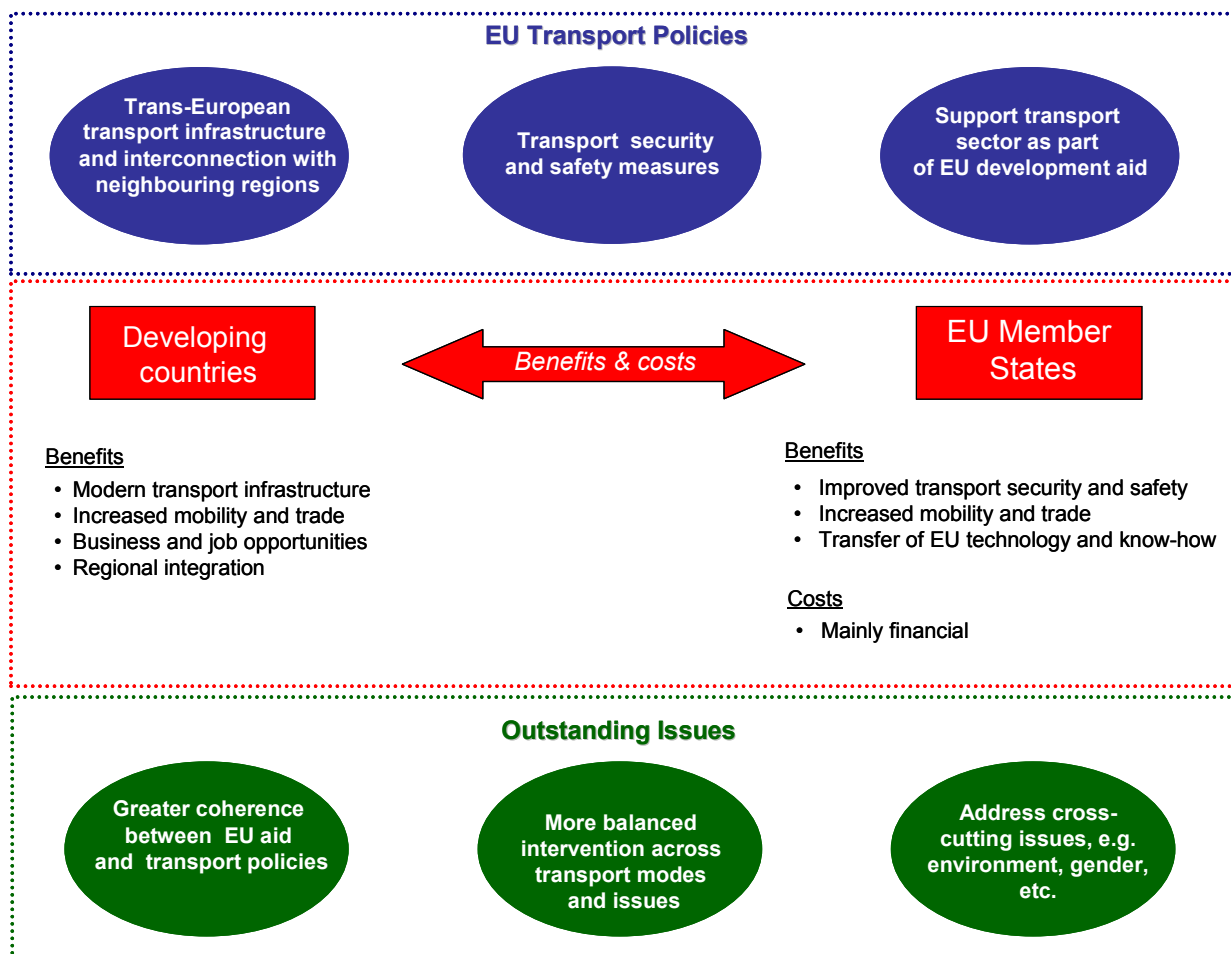 EU Transport Policies
Trans-European
transport infrastructure
and interconnection with
neighbouring regions
Transport security
and safety measures
Support transport
sector as part
of EU development aid
Developing
countries
Benefits & costs
EU Member
States
Benefits
• Modern transport infrastructure
• Increased mobility and trade
• Business and job opportunities
• Regional integration
Benefits
• Improved transport security and safety
• Increased mobility and trade
• Transfer of EU technology and know-how
Costs
• Mainly financial
Outstanding Issues
Greater coherence
between EU aid
and transport policies
More balanced
intervention across
transport modes
and issues
Address cross-
cutting issues, e.g.
environment, gender,
etc.